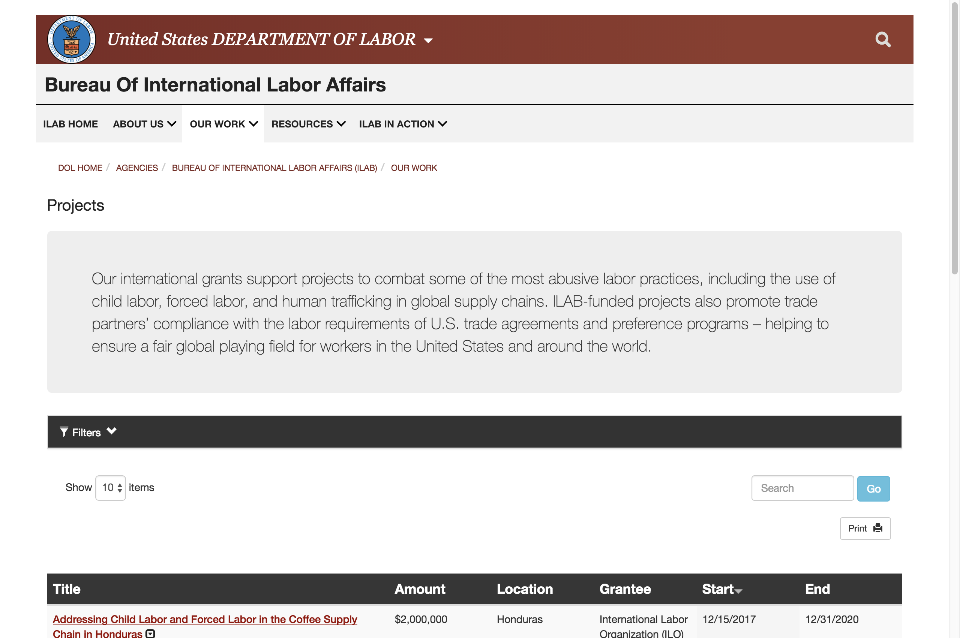 United States DEPARTMENT OF LABOR
Bureau Of International Labor Affairs
ILAB HOME ABOUT US OUR WORK RESOURCES ILAB IN ACTION
DOL HOME / AGENCIES / BUREAU OF INTERNATIONAL LABOR AFFAIRS (ILAB) / OUR WORK
Projects
Our international grants support projects to combat some of the most abusive labor practices, including the use of
child labor, forced labor, and human trafficking in global supply chains. ILAB-funded projects also promote trade
partners' compliance with the labor requirements of U.S. trade agreements and preference programs – helping to
ensure a fair global playing field for workers in the United States and around the world.
Filters
Show 10 items
Search Go
Print
Title Amount Location Grantee Start End
Addressing Child Labor and Forced Labor in the Coffee Supply $2,000,000 Honduras International Labor 12/15/2017 12/31/2020
Chain in Honduras Organization (ILO)